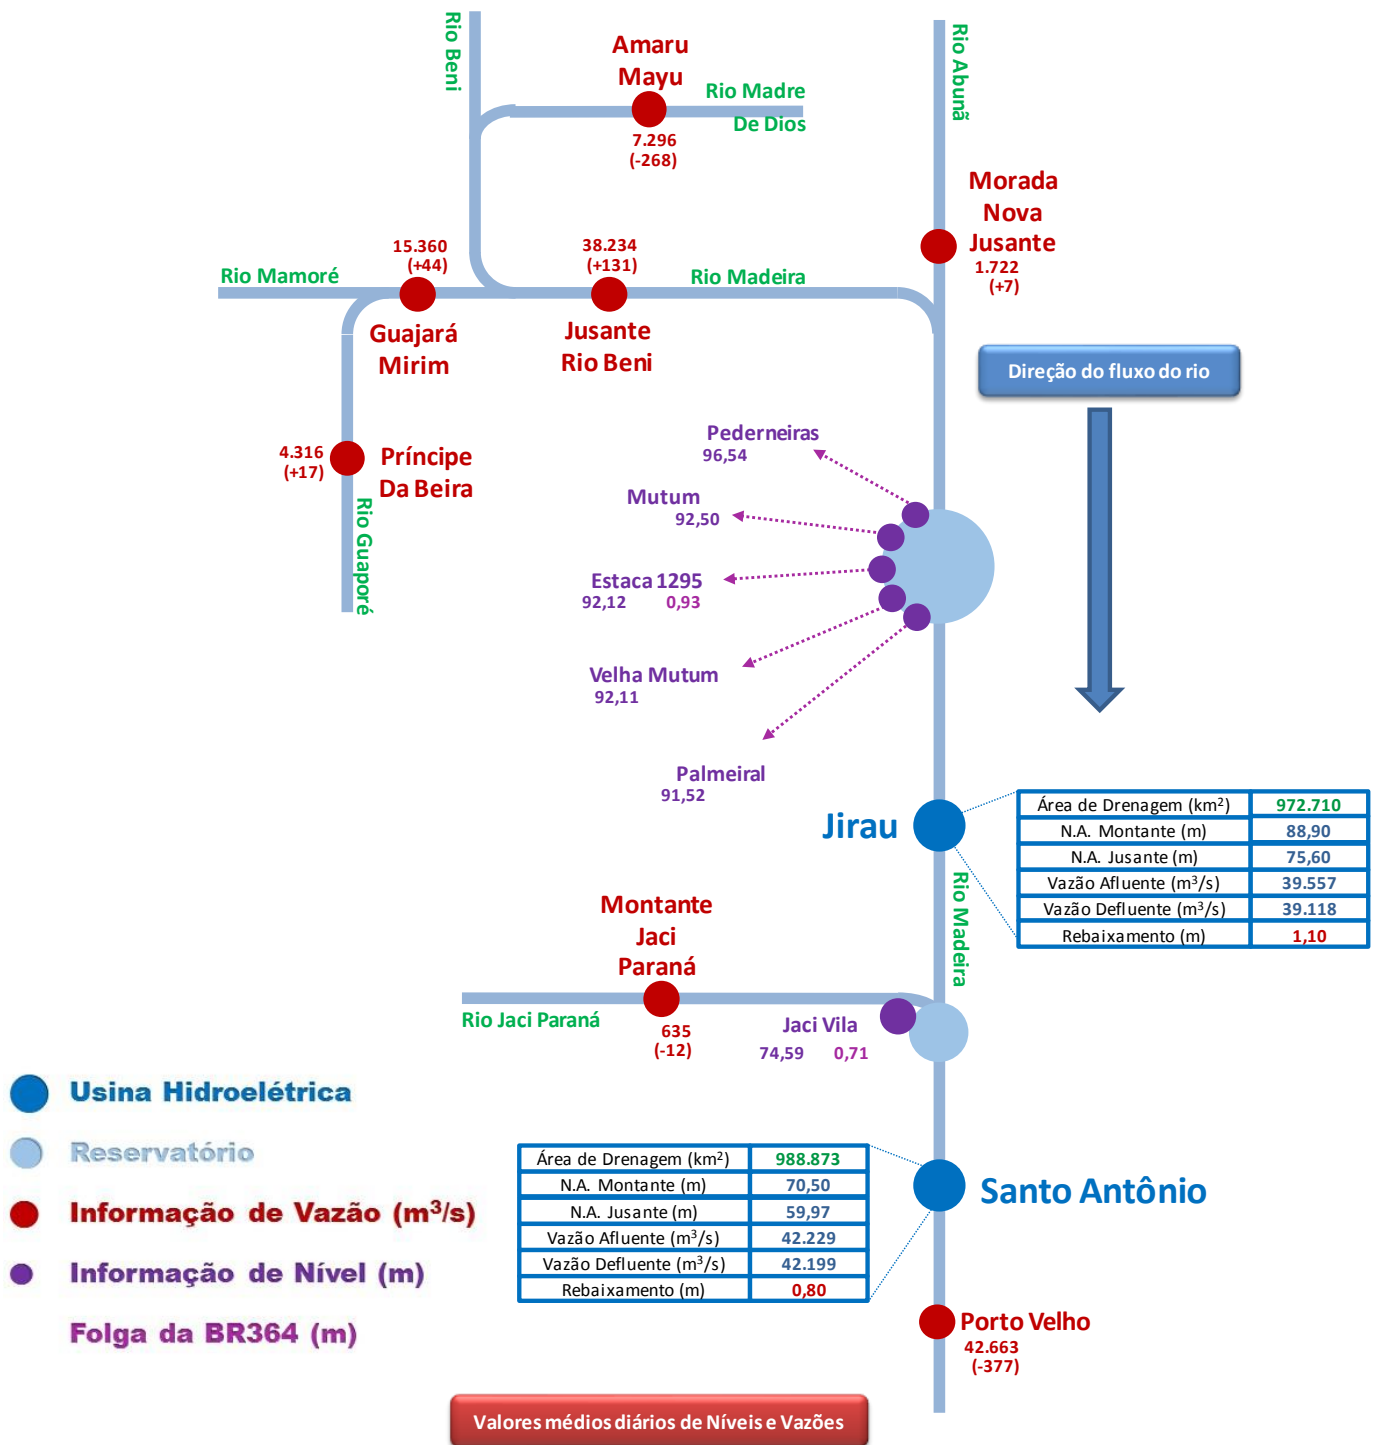 Rio Beni
Amaru
Mayu
Rio Madre
De Dios
7.296
(-268)
Rio Abunã
Morada
Nova
Jusante
1.722
(+7)
15.360
(+44)
38.234
(+131)
Rio Mamoré
Rio Madeira
Guajará
Mirim
Jusante
Rio Beni
Direção do fluxo do rio
4.316
(+17)
Príncipe
Da Beira
Rio Guaporé
Pederneiras
96,54
Mutum
92,50
Estaca 1295
92,12 0,93
Velha Mutum
92,11
Palmeiral
91,52
Jirau
Área de Drenagem (km²) 972.710
N.A. Montante (m) 88,90
N.A. Jusante (m) 75,60
Vazão Afluente (m³/s) 39.557
Vazão Defluente (m³/s) 39.118
Rebaixamento (m) 1,10
Rio Madeira
Montante
Jaci
Paraná
Rio Jaci Paraná
635
(-12)
Jaci Vila
74,59 0,71
Usina Hidroelétrica
Reservatório
Informação de Vazão (m³/s)
Informação de Nível (m)
Folga da BR364 (m)
Área de Drenagem (km²) 988.873
N.A. Montante (m) 70,50
N.A. Jusante (m) 59,97
Vazão Afluente (m³/s) 42.229
Vazão Defluente (m³/s) 42.199
Rebaixamento (m) 0,80
Santo Antônio
Porto Velho
42.663
(-377)
Valores médios diários de Níveis e Vazões